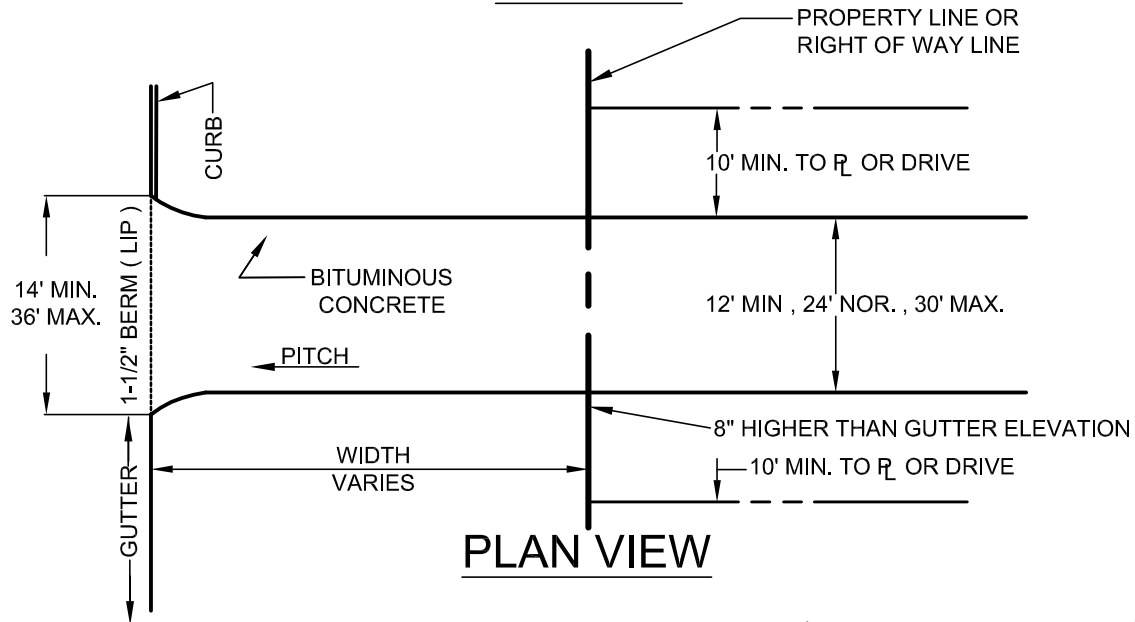 PROPERTY LINE OR
RIGHT OF WAY LINE
CURB
10' MIN. TO PL OR DRIVE
14' MIN.
36' MAX.
1-1/2" BERM ( LIP )
BITUMINOUS
CONCRETE
12' MIN , 24' NOR. , 30' MAX.
PITCH
8" HIGHER THAN GUTTER ELEVATION
WIDTH
VARIES
10' MIN. TO PL OR DRIVE
GUTTER
PLAN VIEW